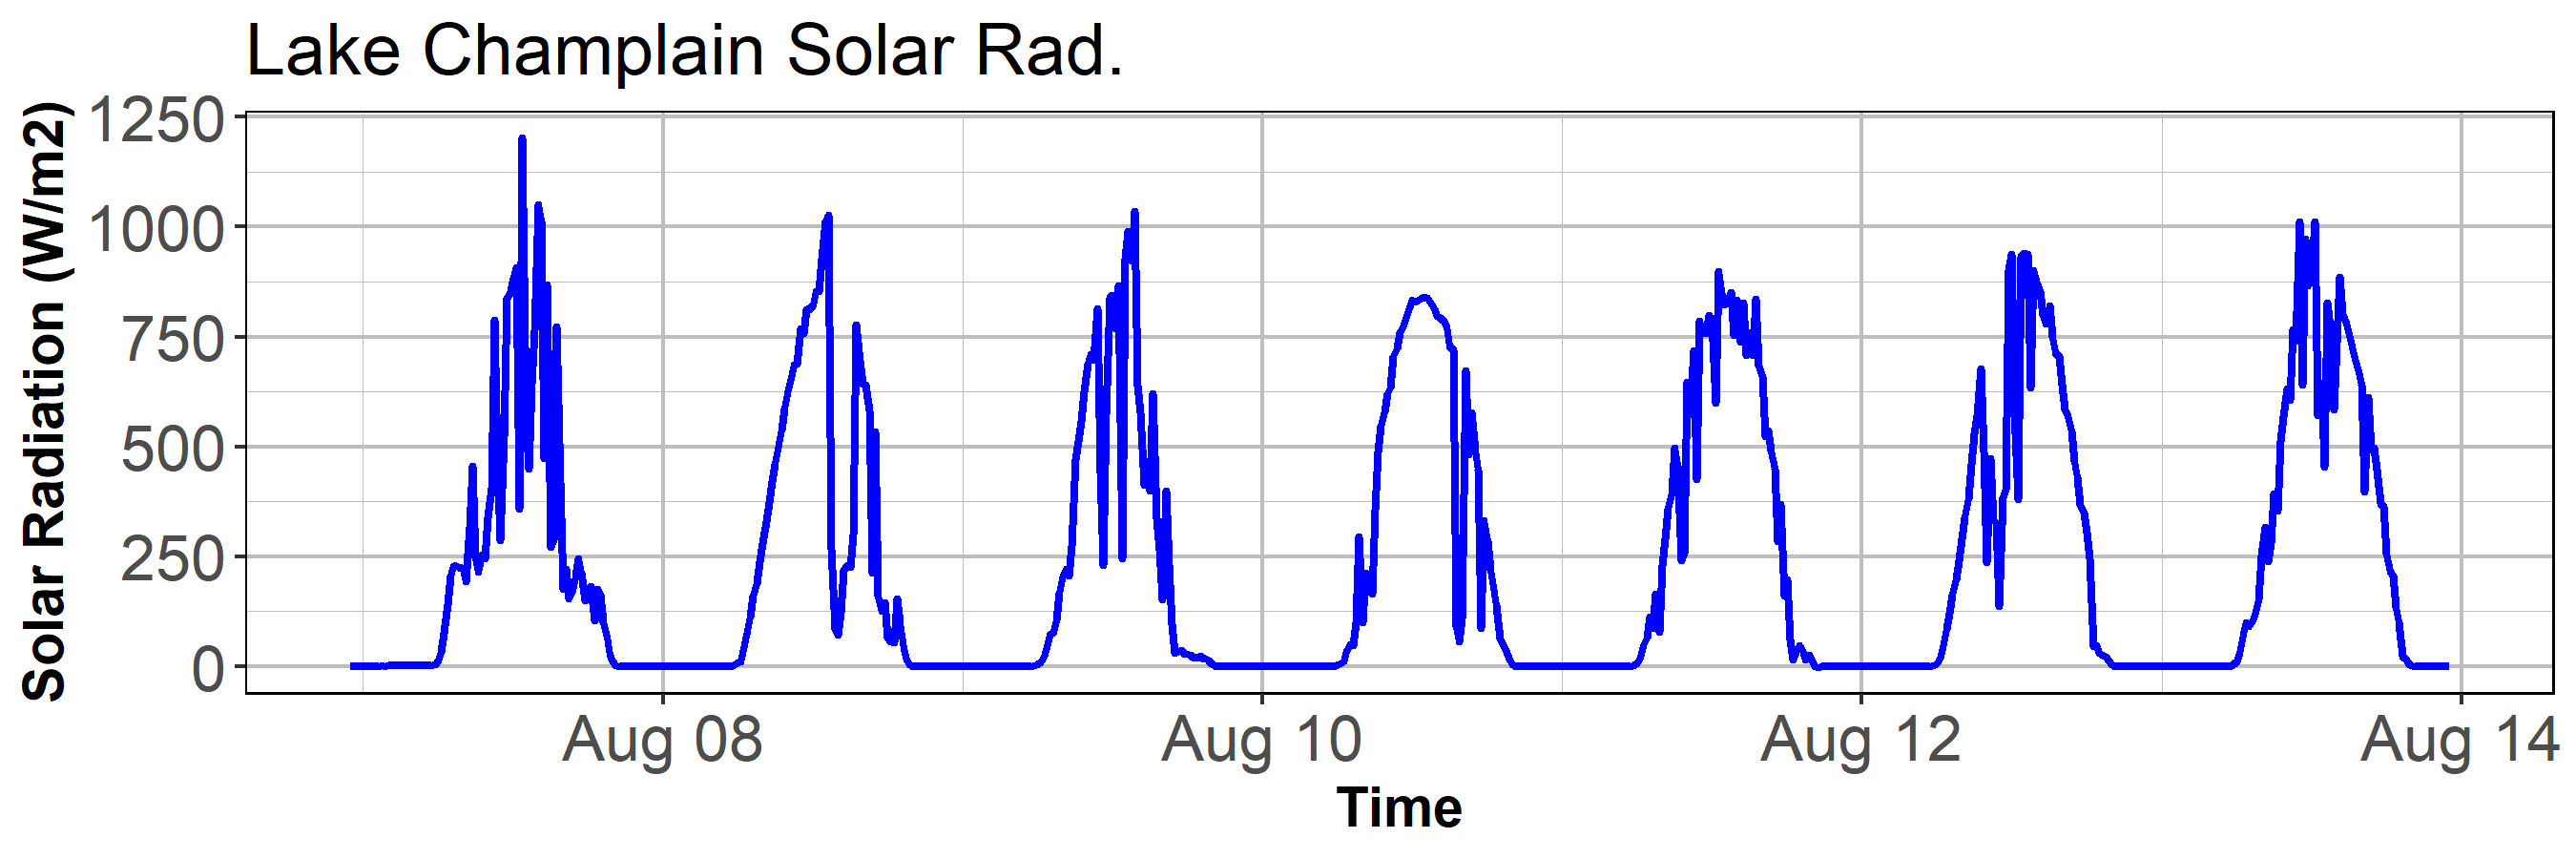 Lake Champlain Solar Rad.
Solar Radiation (W/m2)
1250
1000
750
500
250
0
Aug 08 Aug 10 Aug 12 Aug 14
Time